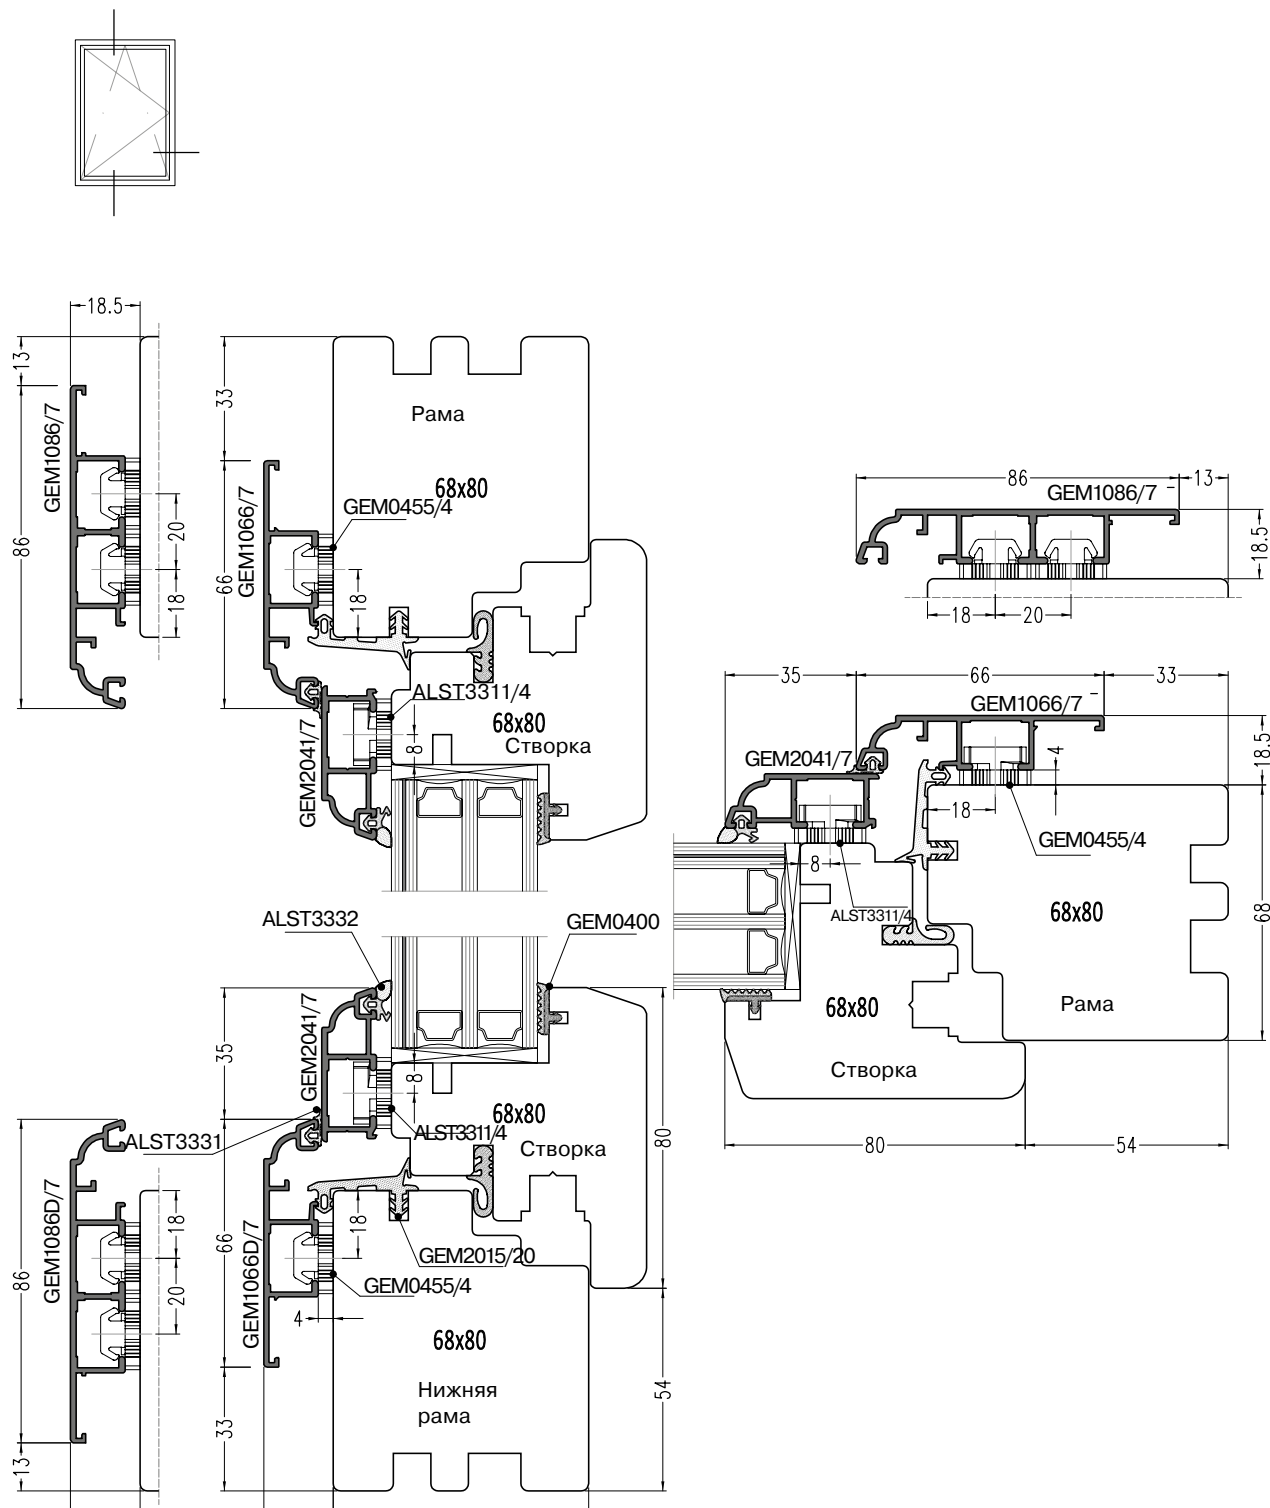 18.5
13
86
GEM1086/7
20
18
33
66
GEM1066/7
Рама
68x80
GEM0455/4
18
ALST3311/4
68x80
Створка
GEM2041/7
8
86
13
GEM1086/7
18.5
18
20
35
66
33
GEM1066/7
GEM2041/7
4
18.5
18
GEM0455/4
8
ALST3311/4
68x80
68
68x80
Рама
Створка
80
54
ALST3332
GEM0400
GEM2041/7
35
8
68x80
ALST3311/4
Створка
80
ALST3331
GEM1086D/7
86
18
20
13
66
GEM1066D/7
18
GEM2015/20
GEM0455/4
4
68x80
Нижняя
рама
33
54